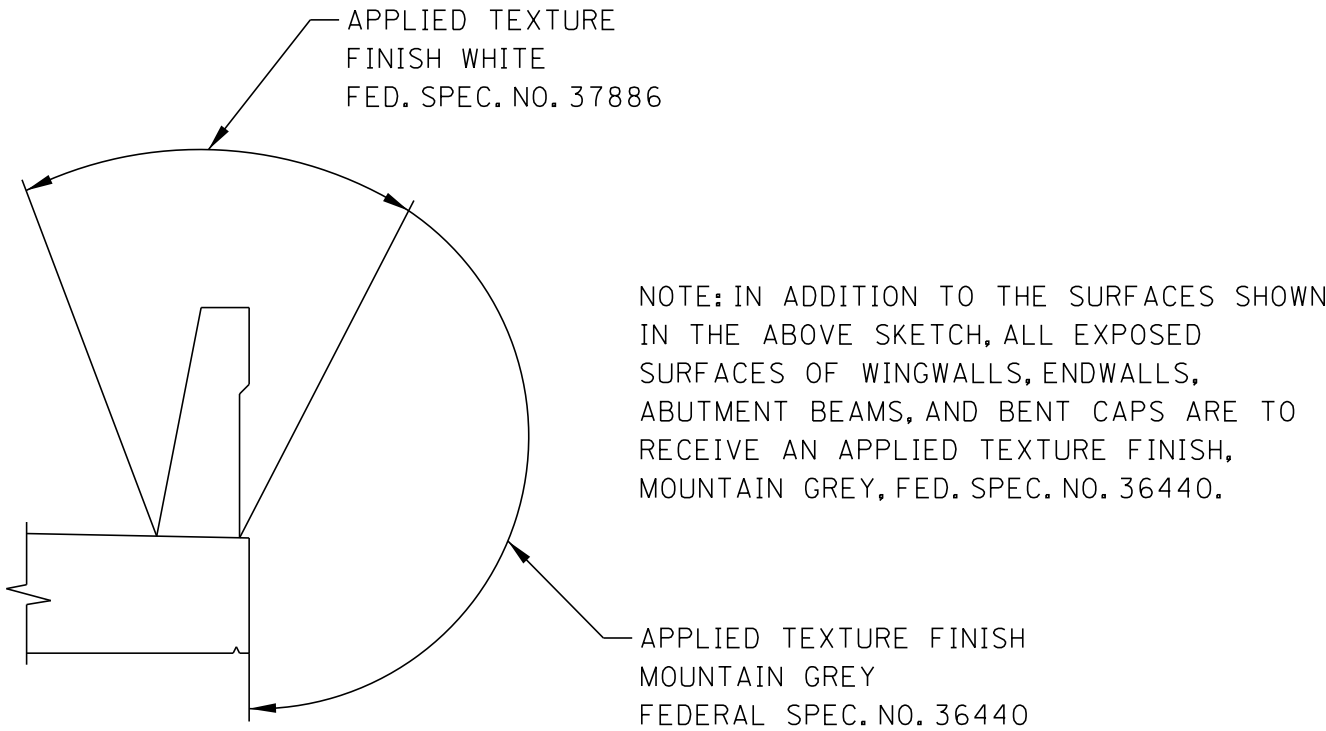 APPLIED TEXTURE
FINISH WHITE
FED. SPEC. NO. 37886
NOTE: IN ADDITION TO THE SURFACES SHOWN
IN THE ABOVE SKETCH, ALL EXPOSED
SURFACES OF WINGWALLS, ENDWALLS,
ABUTMENT BEAMS, AND BENT CAPS ARE TO
RECEIVE AN APPLIED TEXTURE FINISH,
MOUNTAIN GREY, FED. SPEC. NO. 36440.
APPLIED TEXTURE FINISH
MOUNTAIN GREY
FEDERAL SPEC. NO. 36440